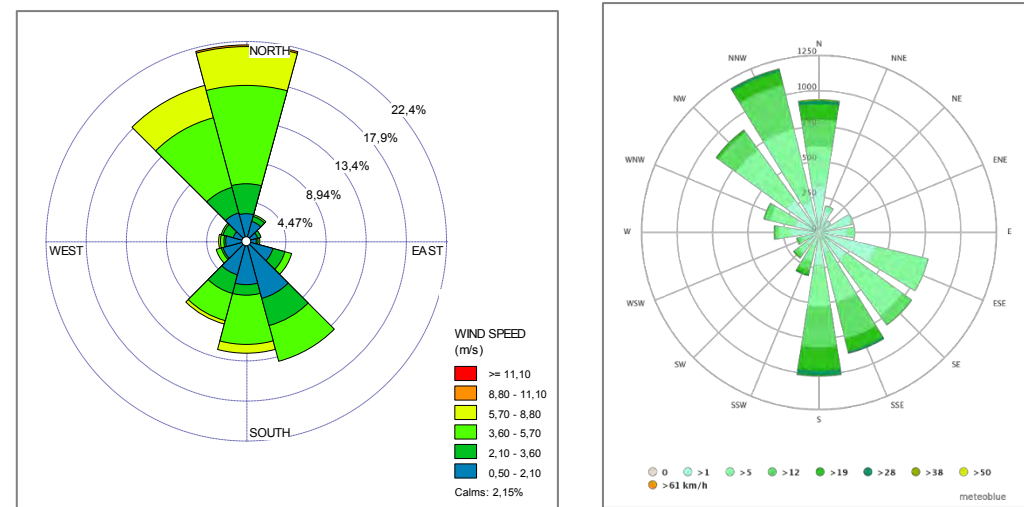 NORTH
22,4%
17,9%
13,4%
8,94%
4,47%
WEST
EAST
SOUTH
WIND SPEED
(m/s)
>= 11,10
8,80 - 11,10
5,70 - 8,80
3,60 - 5,70
2,10 - 3,60
0,50 - 2,10
Calms: 2,15%
N
1250
NNW
NNE
1000
NW
NE
500
WNW
ENE
250
W
E
WSW
ESE
SW
SE
SSW
SSE
S
0 >1 >5 >12 >19 >28 >38 >50
>61 km/h
meteoblue